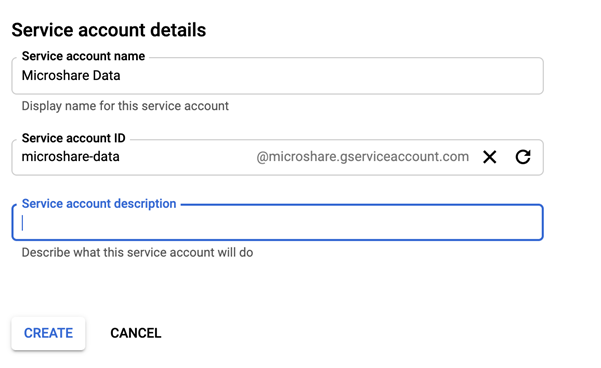 Service account details
Service account name
Microshare Data
Display name for this service account
Service account ID
microshare-data @microshare.gserviceaccount.com
Service account description
Describe what this service account will do
CREATE CANCEL